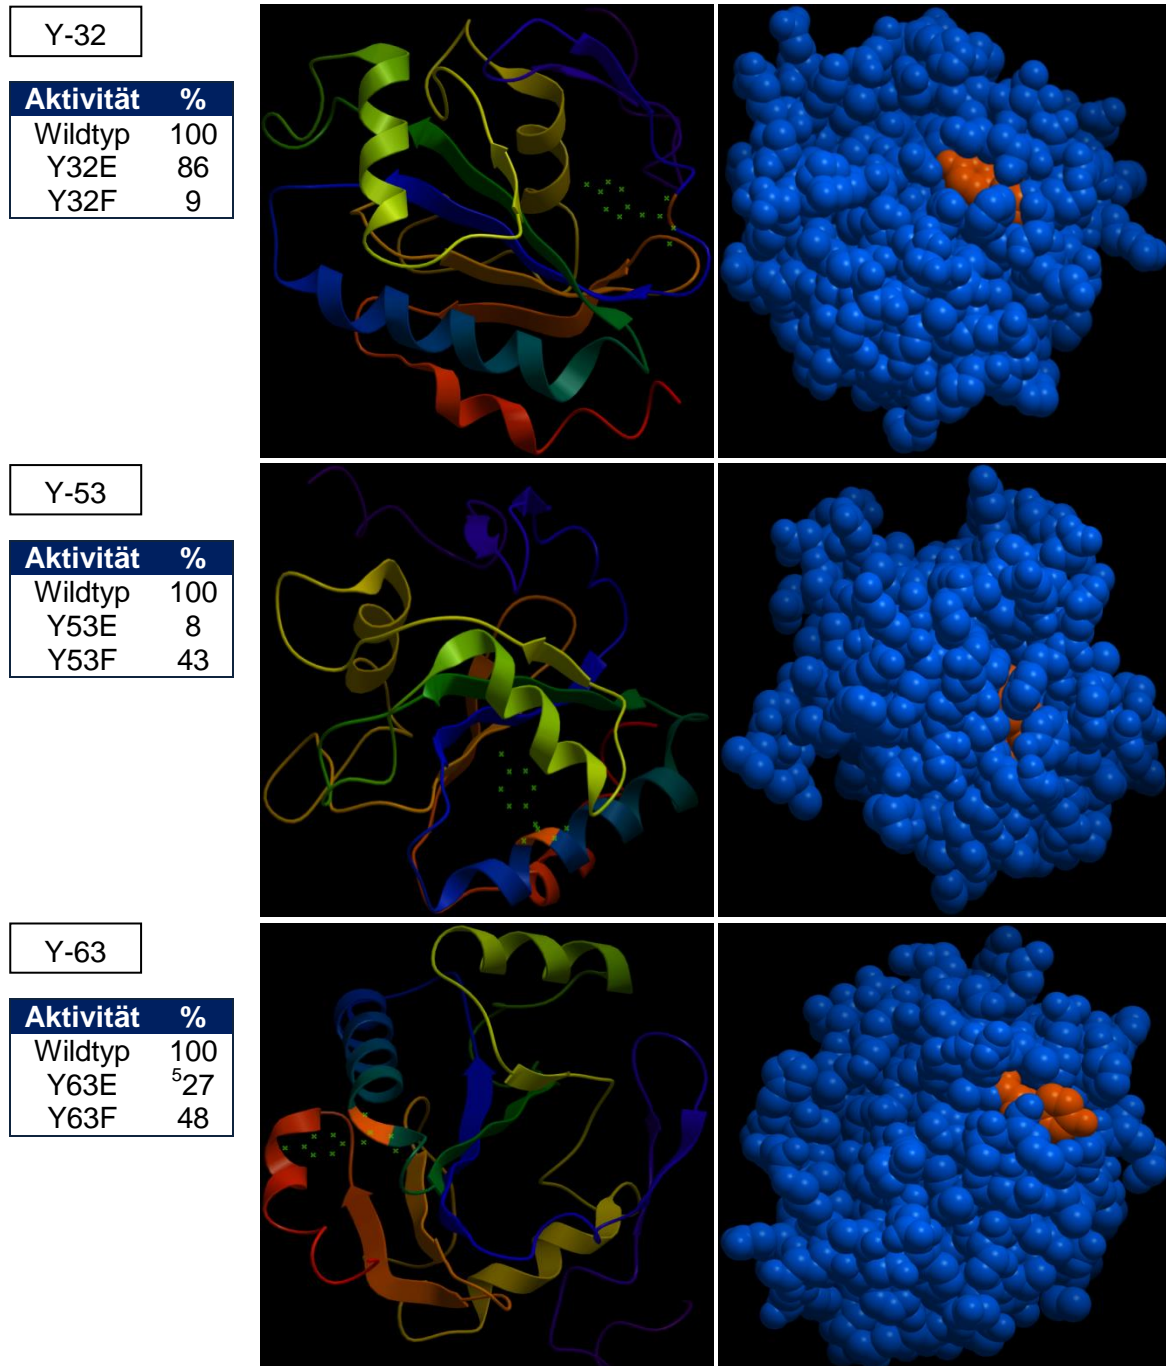 Y-32
Aktivität %
Wildtyp 100
Y32E 86
Y32F 9
Y-53
Aktivität %
Wildtyp 100
Y53E 8
Y53F 43
Y-63
Aktivität %
Wildtyp 100
Y63E ⁵27
Y63F 48